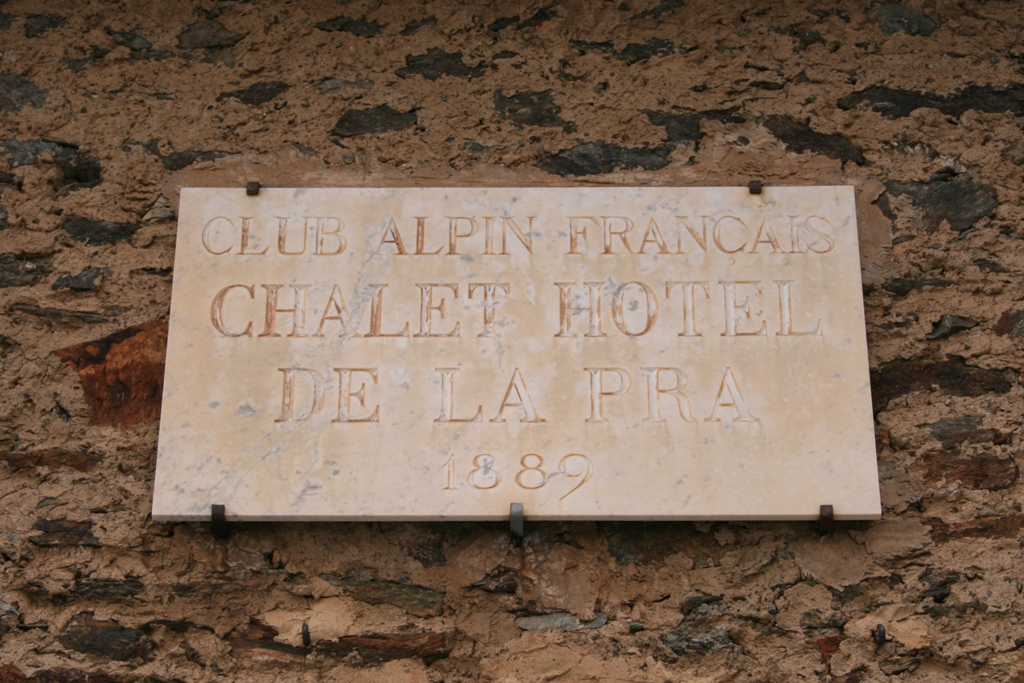 CLUB ALPIN FRANÇAIS
CHALET HOTEL
DE LA PRA
1889